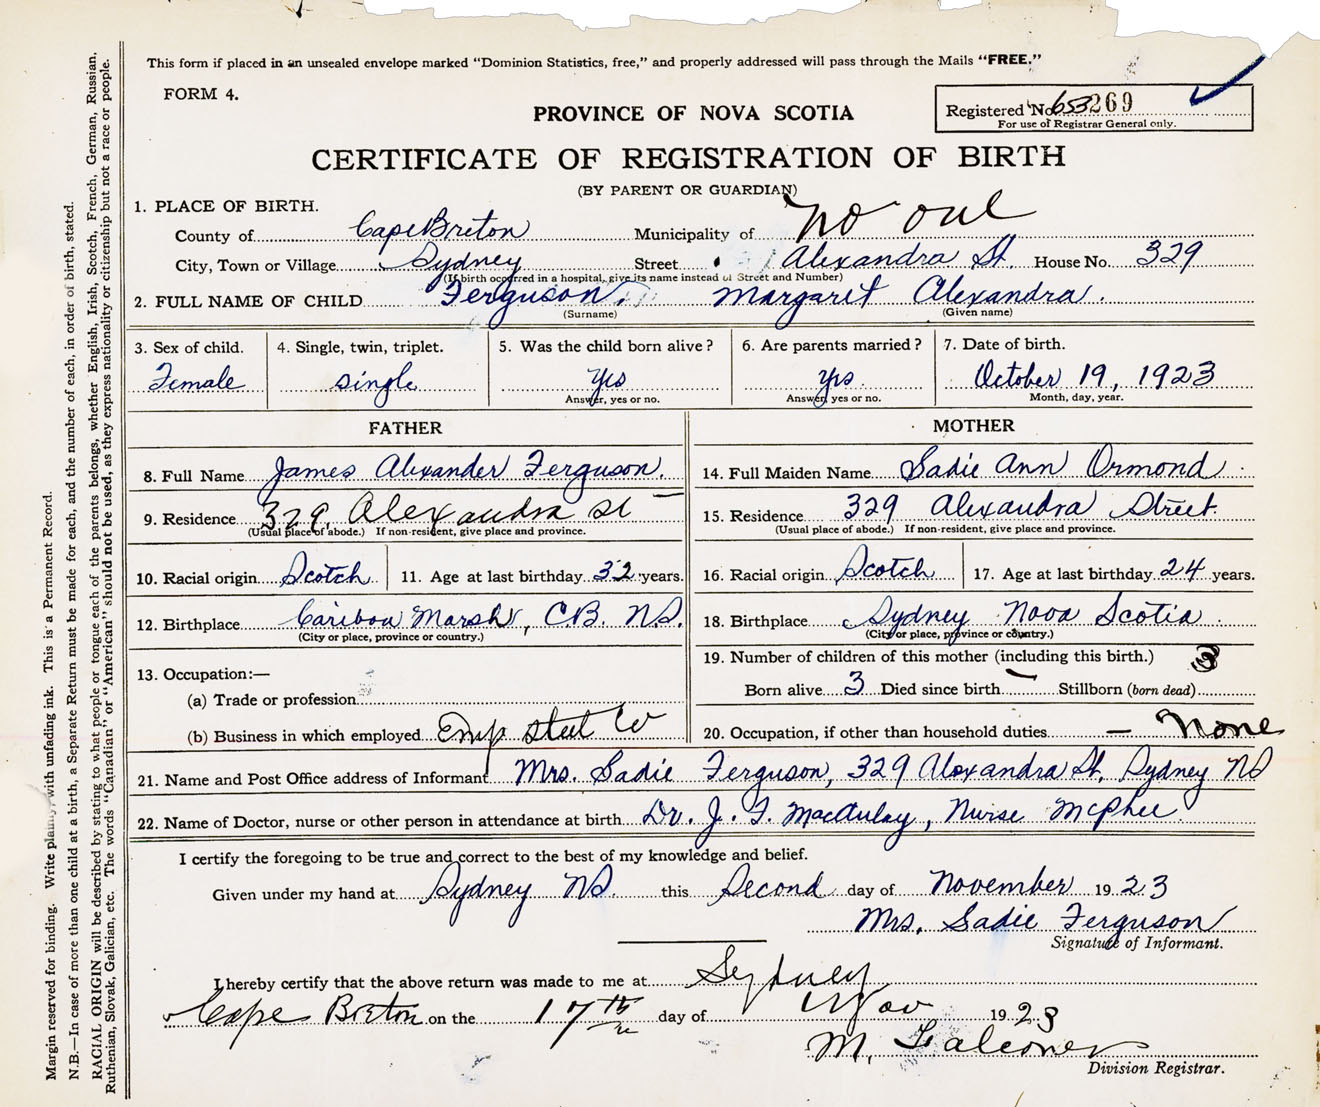 This form if placed in an unsealed envelope marked "Dominion Statistics, free," and properly addressed will pass through the Mails "FREE."
FORM 4.
PROVINCE OF NOVA SCOTIA
Registered No. 653269
For use of Registrar General only.
CERTIFICATE OF REGISTRATION OF BIRTH
(BY PARENT OR GUARDIAN)
1. PLACE OF BIRTH.
County of Cape Breton Municipality of no one
City, Town or Village Sydney Street Alexandra St. House No. 329
(If birth occurred in a hospital, give its name instead of Street and Number)
2. FULL NAME OF CHILD Ferguson, Margaret Alexandra.
(Surname) (Given name)
3. Sex of child. 4. Single, twin, triplet. 5. Was the child born alive? 6. Are parents married? 7. Date of birth.
Female single yes yes October 19, 1923
Answer, yes or no. Answer, yes or no. Month, day, year.
FATHER MOTHER
8. Full Name James Alexander Ferguson. 14. Full Maiden Name Sadie Ann Ormond
9. Residence 329 Alexandra St 15. Residence 329 Alexandra Street.
(Usual place of abode.) If non-resident, give place and province. (Usual place of abode.) If non-resident, give place and province.
10. Racial origin Scotch 11. Age at last birthday 32 years. 16. Racial origin Scotch 17. Age at last birthday 24 years.
12. Birthplace Caribou Marsh, C.B. N.S. 18. Birthplace Sydney Nova Scotia
(City or place, province or country.) (City or place, province or country.)
13. Occupation:— 19. Number of children of this mother (including this birth.) 3
(a) Trade or profession Born alive 3 Died since birth — Stillborn (born dead)
(b) Business in which employed Emp Steel Co 20. Occupation, if other than household duties — None
21. Name and Post Office address of Informant Mrs. Sadie Ferguson, 329 Alexandra St. Sydney NS
22. Name of Doctor, nurse or other person in attendance at birth Dr. J. J. MacAulay, Nurse McPhee
I certify the foregoing to be true and correct to the best of my knowledge and belief.
Given under my hand at Sydney NS. this Second day of November 1923
Mrs. Sadie Ferguson
Signature of Informant.
I hereby certify that the above return was made to me at Sydney
Cape Breton on the 17th day of Nov 1923
M. Falconer
Division Registrar.
Margin reserved for binding. Write plainly, with unfading ink. This is a Permanent Record.
N.B.—In case of more than one child at a birth, a Separate Return must be made for each, and the number of each, in order of birth, stated.
RACIAL ORIGIN will be described by stating to what people or tongue each of the parents belongs, whether English, Irish, Scotch, French, German, Russian,
Ruthenian, Slovak, Galician, etc. The words "Canadian" or "American" should not be used, as they express nationality or citizenship but not a race or people.